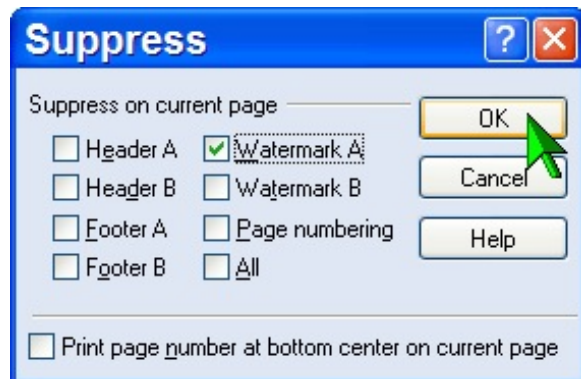 Suppress
Suppress on current page
OK
Header A
Watermark A
Header B
Watermark B
Cancel
Footer A
Page numbering
Help
Footer B
All
Print page number at bottom center on current page